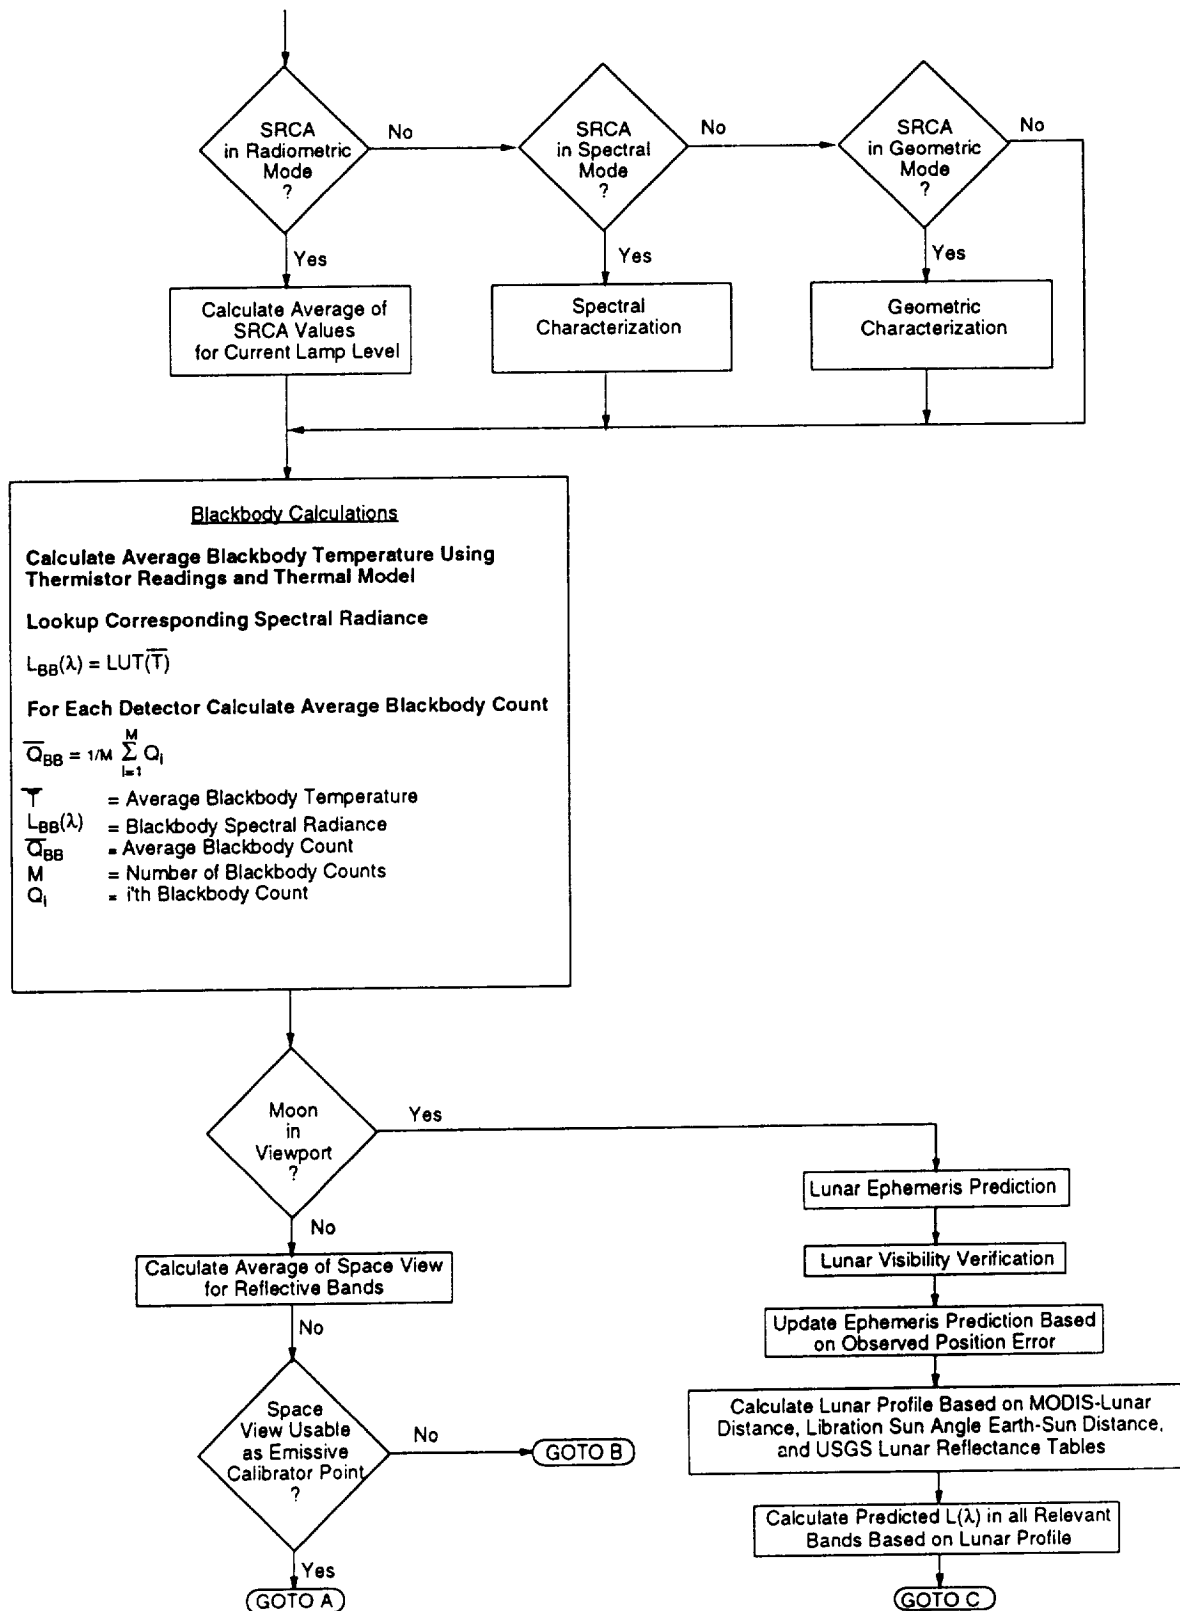 SRCA
in Radiometric
Mode
?
No
SRCA
in Spectral
Mode
?
No
SRCA
in Geometric
Mode
?
No
Yes
Yes
Yes
Calculate Average of
SRCA Values
for Current Lamp Level
Spectral
Characterization
Geometric
Characterization
Blackbody Calculations
Calculate Average Blackbody Temperature Using
Thermistor Readings and Thermal Model
Lookup Corresponding Spectral Radiance
L_BB(λ) = LUT(T̅)
For Each Detector Calculate Average Blackbody Count
Q̅_BB = 1/M Σ_{i=1}^{M} Q_i
T̅ = Average Blackbody Temperature
L_BB(λ) = Blackbody Spectral Radiance
Q̅_BB = Average Blackbody Count
M = Number of Blackbody Counts
Q_i = i'th Blackbody Count
Moon
in
Viewport
?
Yes
No
Calculate Average of Space View
for Reflective Bands
No
Space
View Usable
as Emissive
Calibrator Point
?
No
GOTO B
Yes
GOTO A
Lunar Ephemeris Prediction
Lunar Visibility Verification
Update Ephemeris Prediction Based
on Observed Position Error
Calculate Lunar Profile Based on MODIS-Lunar
Distance, Libration Sun Angle Earth-Sun Distance,
and USGS Lunar Reflectance Tables
Calculate Predicted L(λ) in all Relevant
Bands Based on Lunar Profile
GOTO C